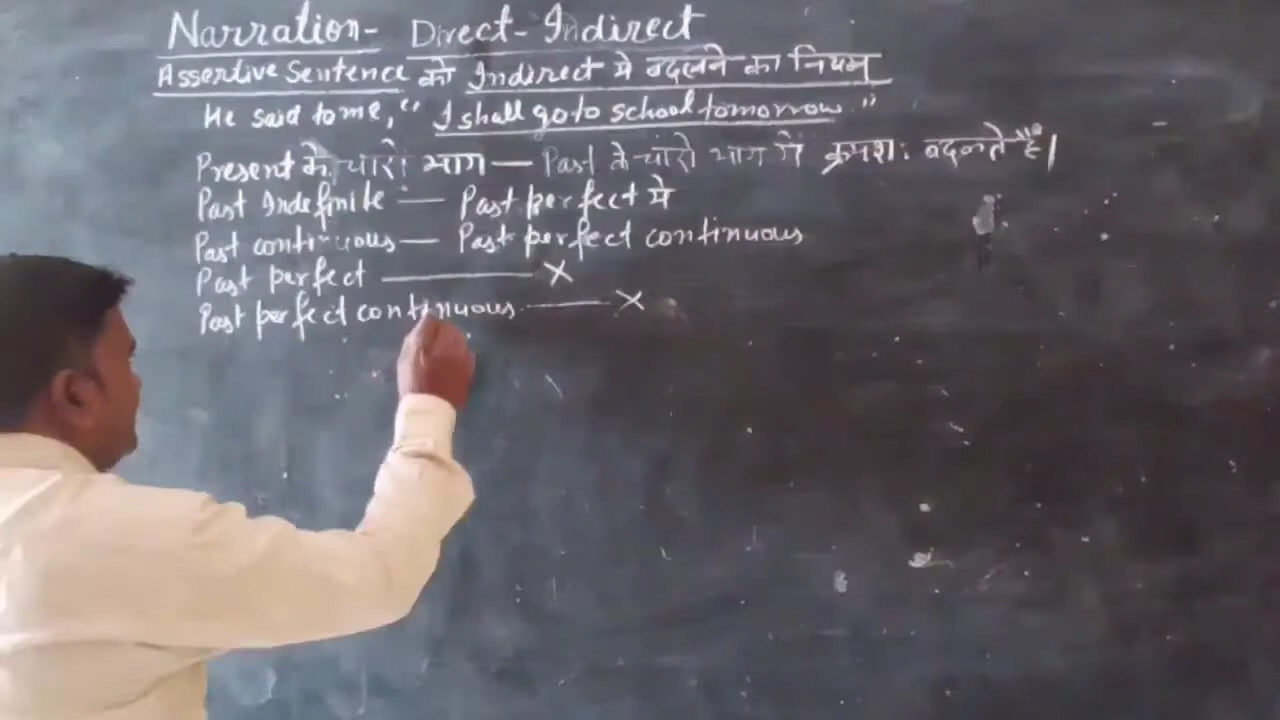 Narration- Direct-Indirect
Assertive Sentence को Indirect मे बदलने का नियम
He said to me, "I shall go to school tomorrow."
Present के चारो भाग — Past के चारो भाग में क्रमशः बदलते हैं।
Past Indefinite — Past perfect मे
Past continuous — Past perfect continuous
Past perfect — ×
Past perfect continuous — ×